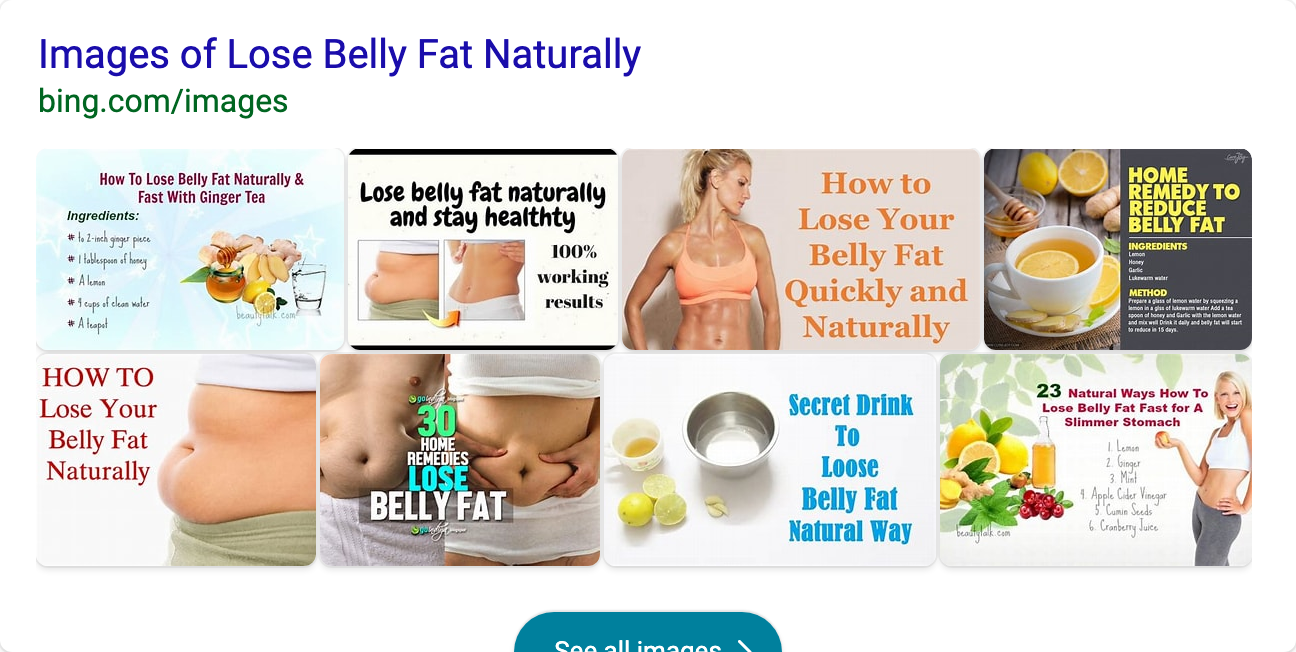 Images of Lose Belly Fat Naturally
bing.com/images
How To Lose Belly Fat Naturally &
Fast With Ginger Tea
Ingredients:
# 1 to 2-inch ginger piece
# 1 tablespoon of honey
# A lemon
# 4 cups of clean water
# A teapot
beautytalk.com
Lose belly fat naturally
and stay healthty
100%
working
results
How to
Lose Your
Belly Fat
Quickly and
Naturally
HOME
REMEDY TO
REDUCE
BELLY FAT
INGREDIENTS
Lemon
Honey
Garlic
Lukewarm water
METHOD
Prepare a glass of lemon water by squeezing a
lemon in a gliss of lukewarm water Add a tea
spoon of honey and Garlic with the lemon water
and mix well Drink it daily and belly fat will start
to reduce in 15 days.
HOW TO
Lose Your
Belly Fat
Naturally
30
HOME
REMEDIES
LOSE
BELLY FAT
Secret Drink
To
Loose
Belly Fat
Natural Way
23 Natural Ways How To
Lose Belly Fat Fast for A
Slimmer Stomach
1. Lemon
2. Ginger
3. Mint
4. Apple Cider Vinegar
5. Cumin Seeds
6. Cranberry Juice
beautytalk.com
See all images